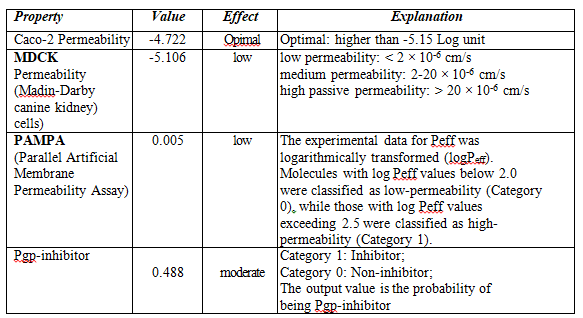 Property Value Effect Explanation
Caco-2 Permeability -4.722 Opimal Optimal: higher than -5.15 Log unit
MDCK -5.106 low low permeability: < 2 × 10⁻⁶ cm/s
Permeability medium permeability: 2-20 × 10⁻⁶ cm/s
(Madin-Darby high passive permeability: > 20 × 10⁻⁶ cm/s
canine kidney)
cells)
PAMPA 0.005 low The experimental data for Peff was
(Parallel Artificial logarithmically transformed (logPeff).
Membrane Molecules with log Peff values below 2.0
Permeability Assay) were classified as low-permeability (Category
0), while those with log Peff values
exceeding 2.5 were classified as high-
permeability (Category 1).
Pgp-inhibitor Category 1: Inhibitor;
0.488 moderate Category 0: Non-inhibitor;
The output value is the probability of
being Pgp-inhibitor